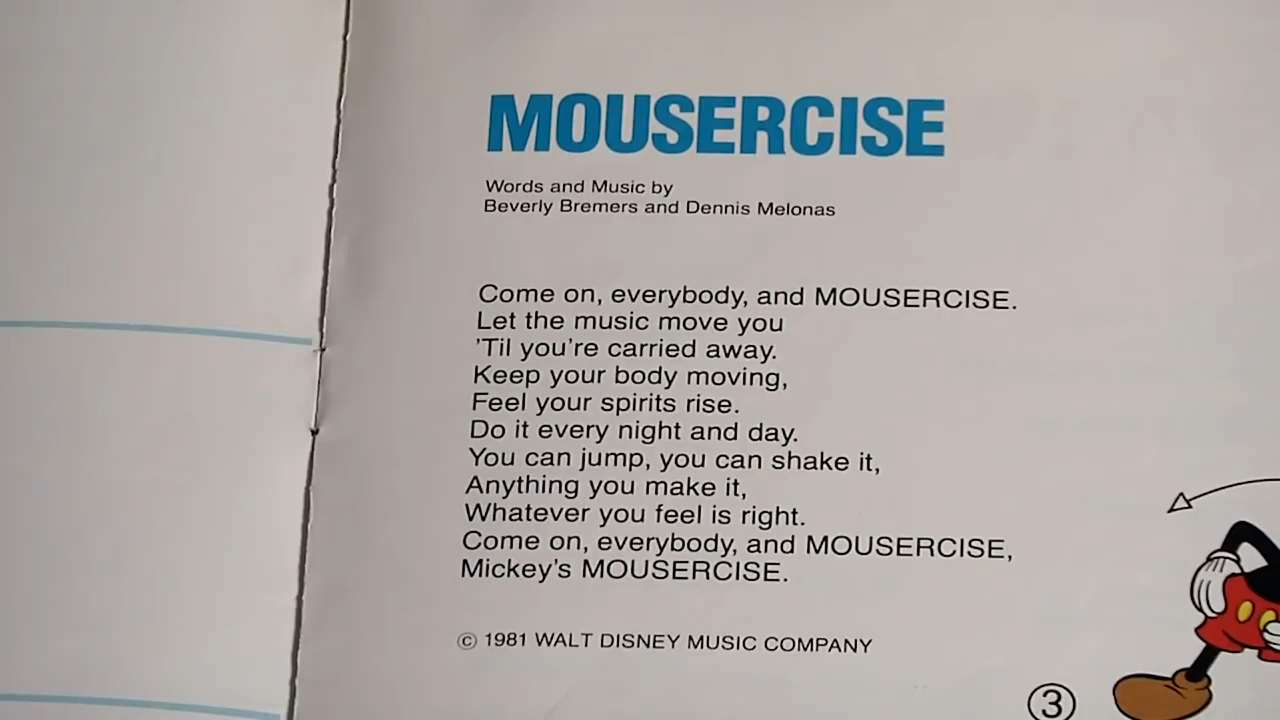 MOUSERCISE
Words and Music by
Beverly Bremers and Dennis Melonas
Come on, everybody, and MOUSERCISE.
Let the music move you
'Til you're carried away.
Keep your body moving,
Feel your spirits rise.
Do it every night and day.
You can jump, you can shake it,
Anything you make it,
Whatever you feel is right.
Come on, everybody, and MOUSERCISE,
Mickey's MOUSERCISE.
© 1981 WALT DISNEY MUSIC COMPANY
3